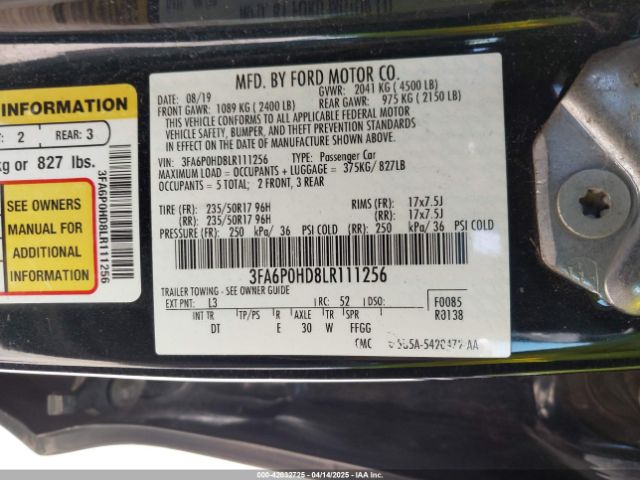 INFORMATION
2 REAR: 3
kg or 827 lbs.
SEE OWNERS
MANUAL FOR
ADDITIONAL
INFORMATION
3FA6P0HD8LR111256
MFD. BY FORD MOTOR CO.
DATE: 08/19 GVWR: 2041 KG ( 4500 LB)
FRONT GAWR: 1089 KG ( 2400 LB) REAR GAWR: 975 KG ( 2150 LB)
THIS VEHICLE CONFORMS TO ALL APPLICABLE FEDERAL MOTOR
VEHICLE SAFETY, BUMPER, AND THEFT PREVENTION STANDARDS IN
EFFECT ON THE DATE OF MANUFACTURE SHOWN ABOVE.
VIN: 3FA6P0HD8LR111256 TYPE: Passenger Car
MAXIMUM LOAD = OCCUPANTS + LUGGAGE = 375KG/827LB
OCCUPANTS = 5 TOTAL; 2 FRONT, 3 REAR
TIRE (FR): 235/50R17 96H RIMS (FR): 17x7.5J
(RR): 235/50R17 96H (RR): 17x7.5J
PRESSURE (FR): 250 kPa/ 36 PSI COLD (RR): 250 kPa/ 36 PSI COLD
3FA6P0HD8LR111256
TRAILER TOWING - SEE OWNER GUIDE
EXT PNT: L3 RC: 52 DSO: F0085
INT TR TP/PS R AXLE TR SPR R0138
DT E 30 W FFGG
000-42032725 04/14/2025 IAAI.COM